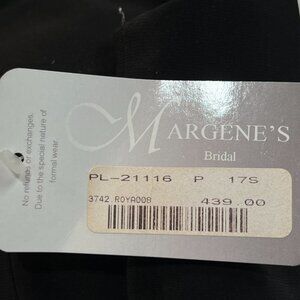 MARGENE'S
Bridal
No refunds or exchanges.
Due to the special nature of
formal wear
PL-21116 P 17S
3742 ROYA008
439.00